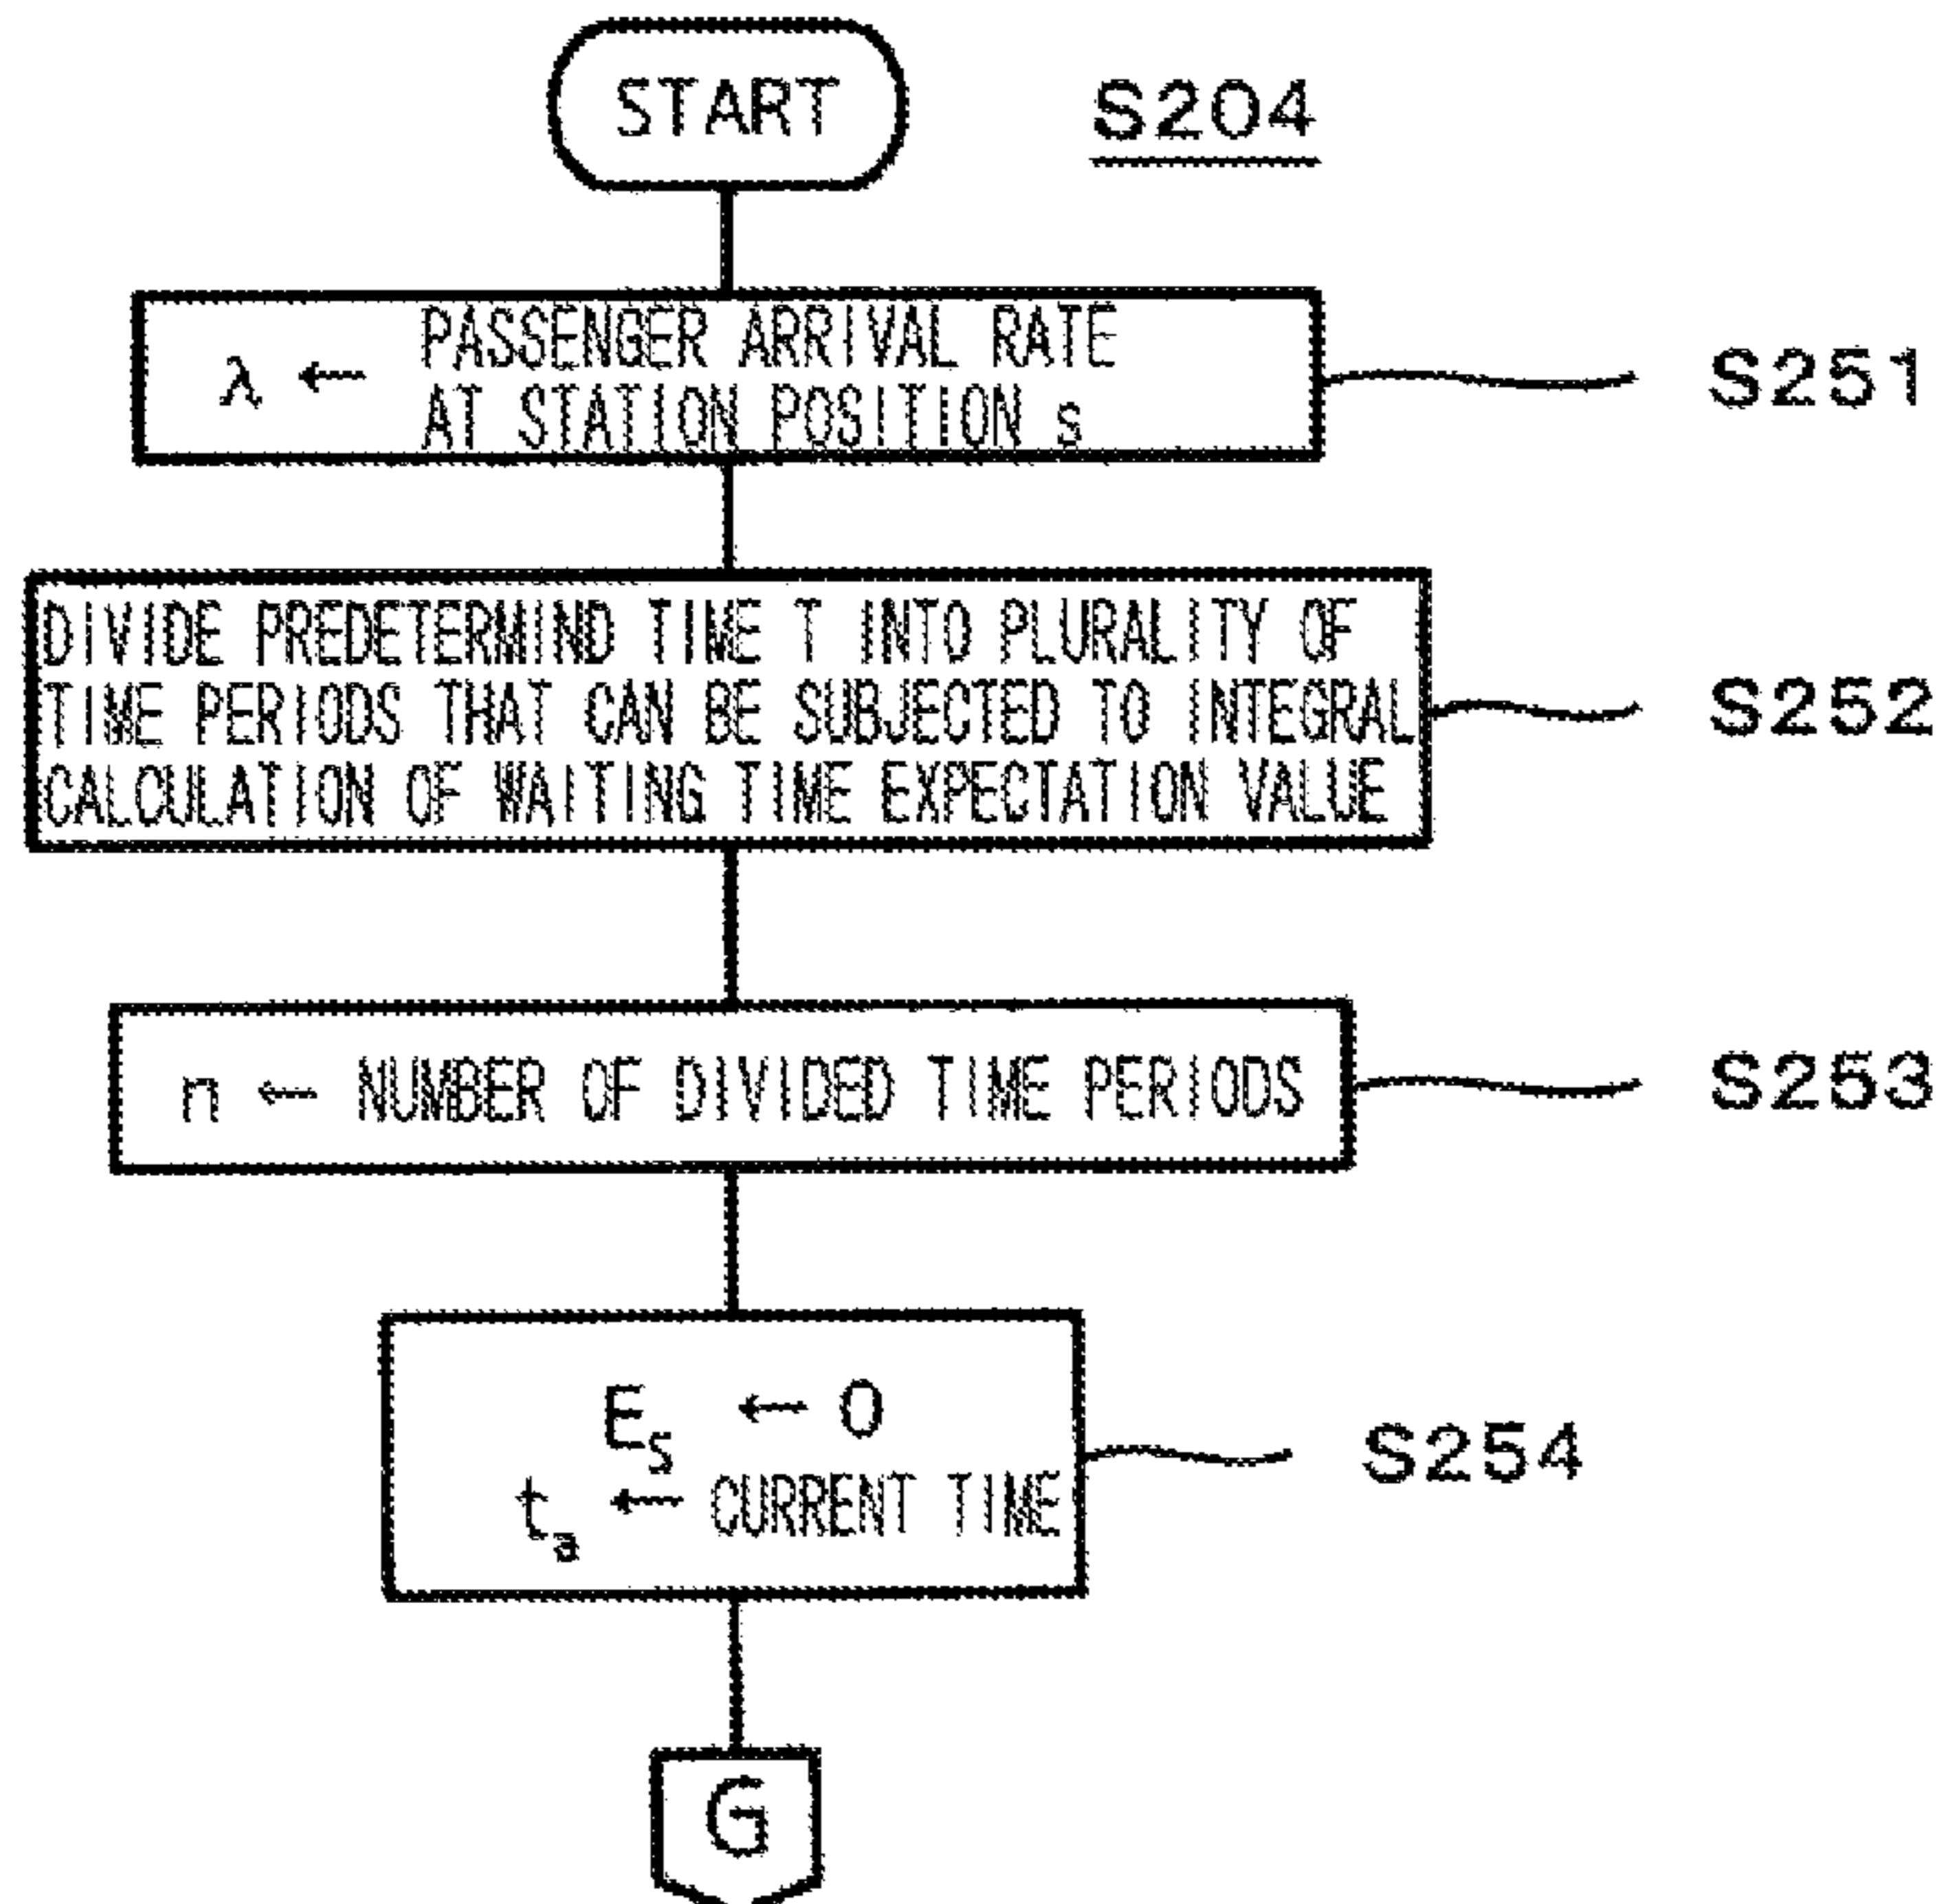 START
S204
λ ← PASSENGER ARRIVAL RATE
AT STATION POSITION s
S251
DIVIDE PREDETERMIND TIME T INTO PLURALITY OF
TIME PERIODS THAT CAN BE SUBJECTED TO INTEGRAL
CALCULATION OF WAITING TIME EXPECTATION VALUE
S252
n ← NUMBER OF DIVIDED TIME PERIODS
S253
Es ← 0
ta ← CURRENT TIME
S254
G